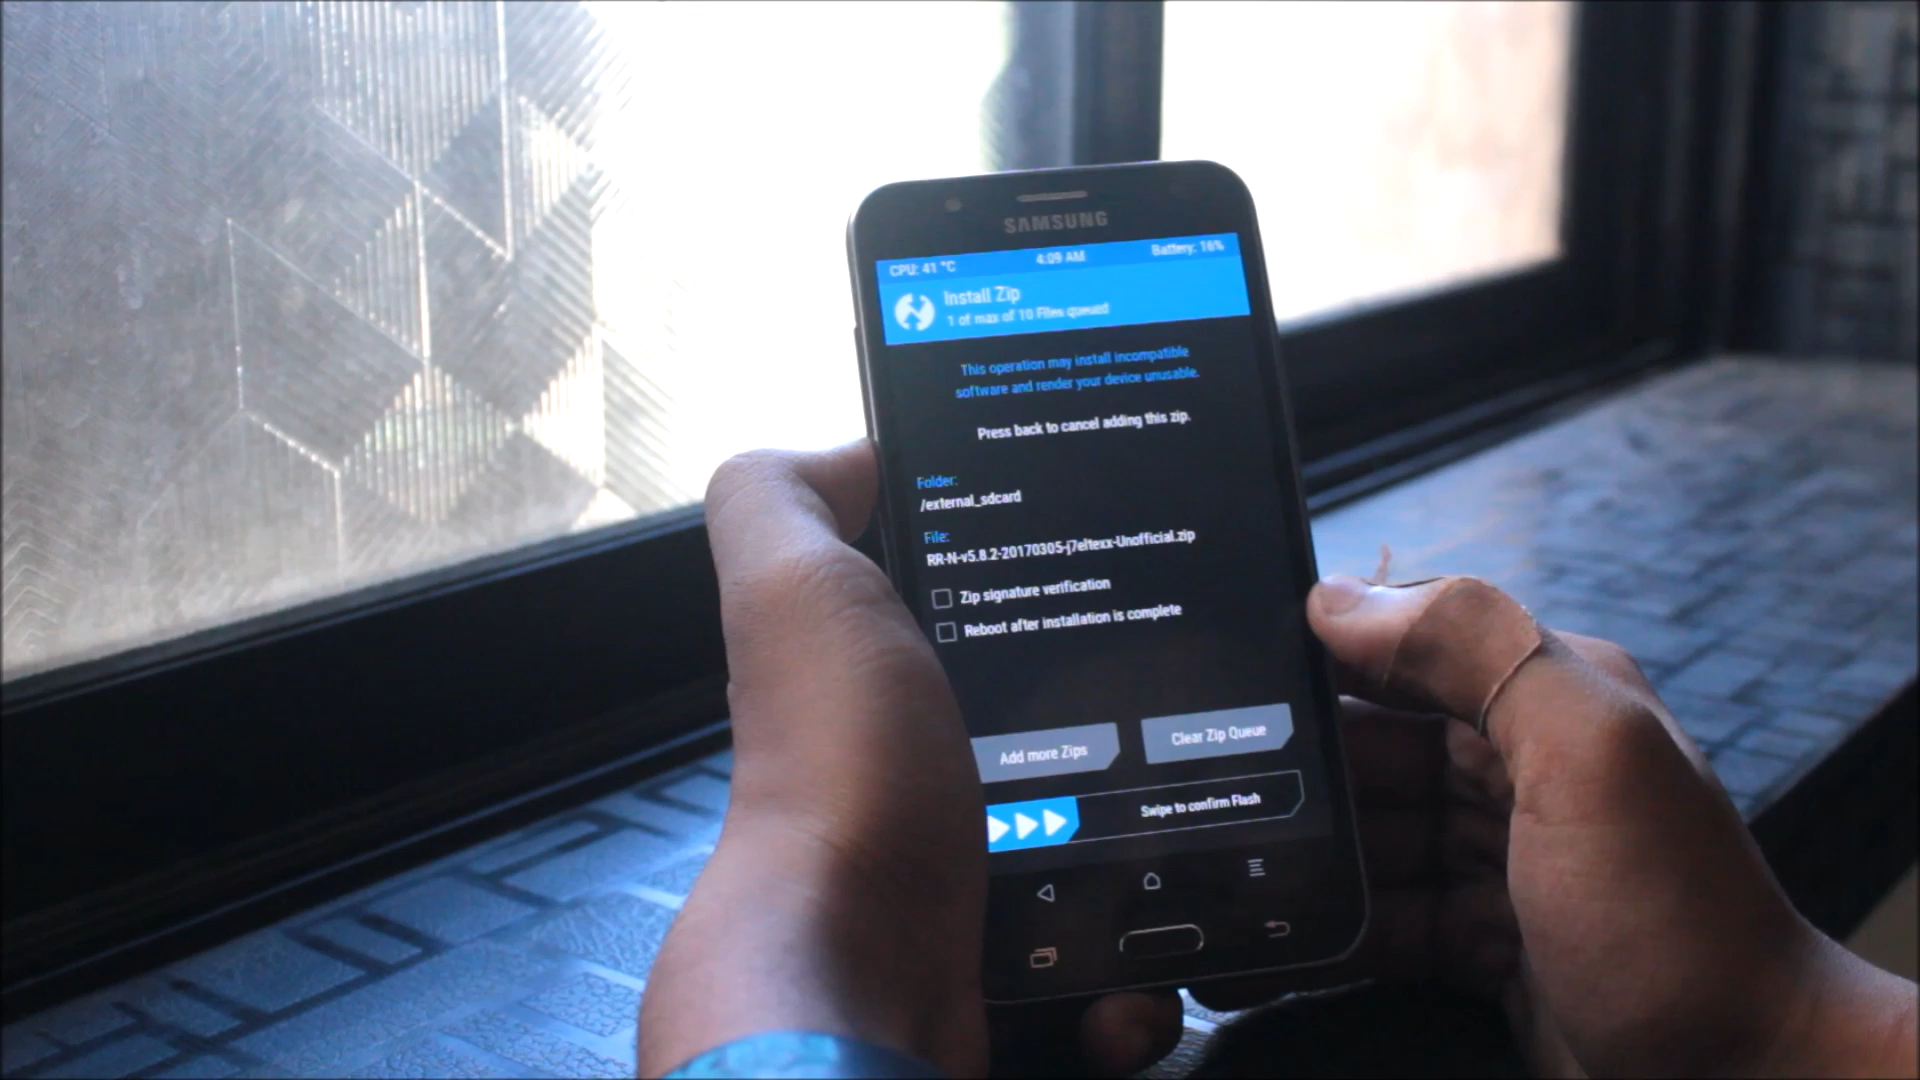 SAMSUNG
CPU: 41 °C 4:09 AM Battery: 16%
Install Zip
1 of max of 10 Files queued
This operation may install incompatible
software and render your device unusable.
Press back to cancel adding this zip.
Folder:
/external_sdcard
File:
RR-N-v5.8.2-20170305-j7eltexx-Unofficial.zip
Zip signature verification
Reboot after installation is complete
Add more Zips Clear Zip Queue
Swipe to confirm Flash